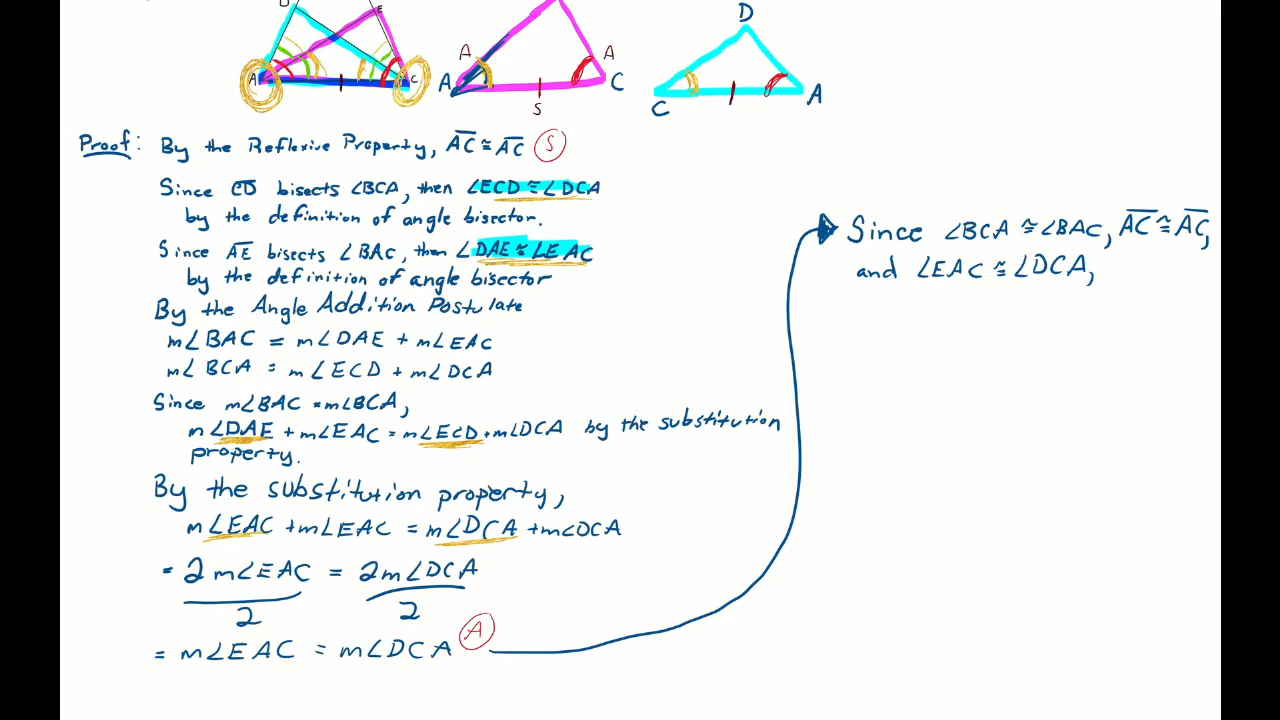 D
E
A
C
A
A
A
C
S
D
C
A
Proof: By the Reflexive Property, AC ≅ AC Ⓢ
Since CD bisects ∠BCA, then ∠ECD ≅ ∠DCA
by the definition of angle bisector.
Since AE bisects ∠BAC, then ∠DAE ≅ ∠EAC
by the definition of angle bisector
By the Angle Addition Postulate
m∠BAC = m∠DAE + m∠EAC
m∠BCA = m∠ECD + m∠DCA
Since m∠BAC = m∠BCA,
m∠DAE + m∠EAC = m∠ECD + m∠DCA by the substitution
property.
By the substitution property,
m∠EAC + m∠EAC = m∠DCA + m∠DCA
= 2m∠EAC = 2m∠DCA
2 2
= m∠EAC = m∠DCA Ⓐ
Since ∠BCA ≅ ∠BAC, AC ≅ AC,
and ∠EAC ≅ ∠DCA,